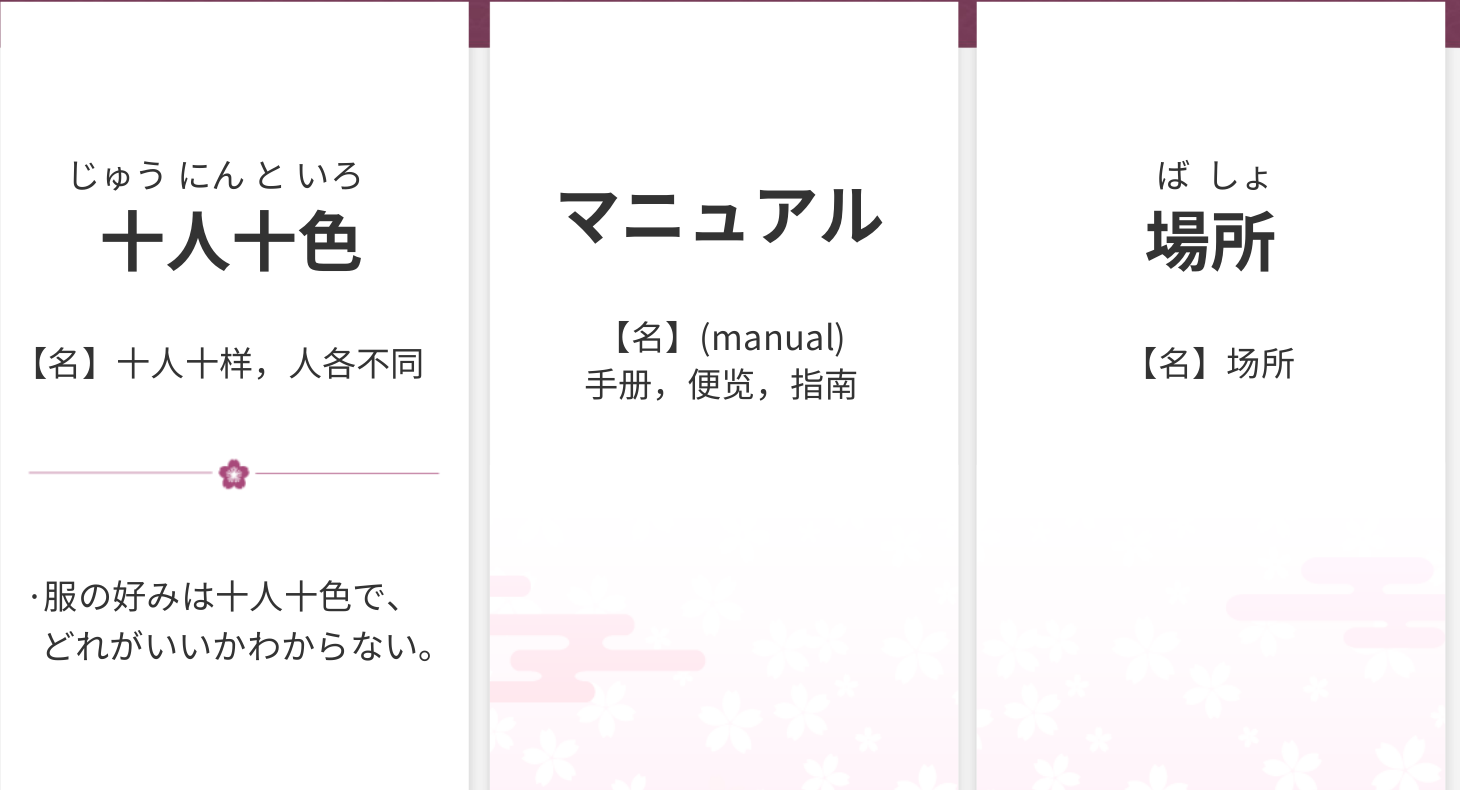 じゅう にん と いろ
十人十色
【名】十人十样，人各不同
·服の好みは十人十色で、
どれがいいかわからない。
マニュアル
【名】(manual)
手册，便览，指南
ば しょ
場所
【名】场所